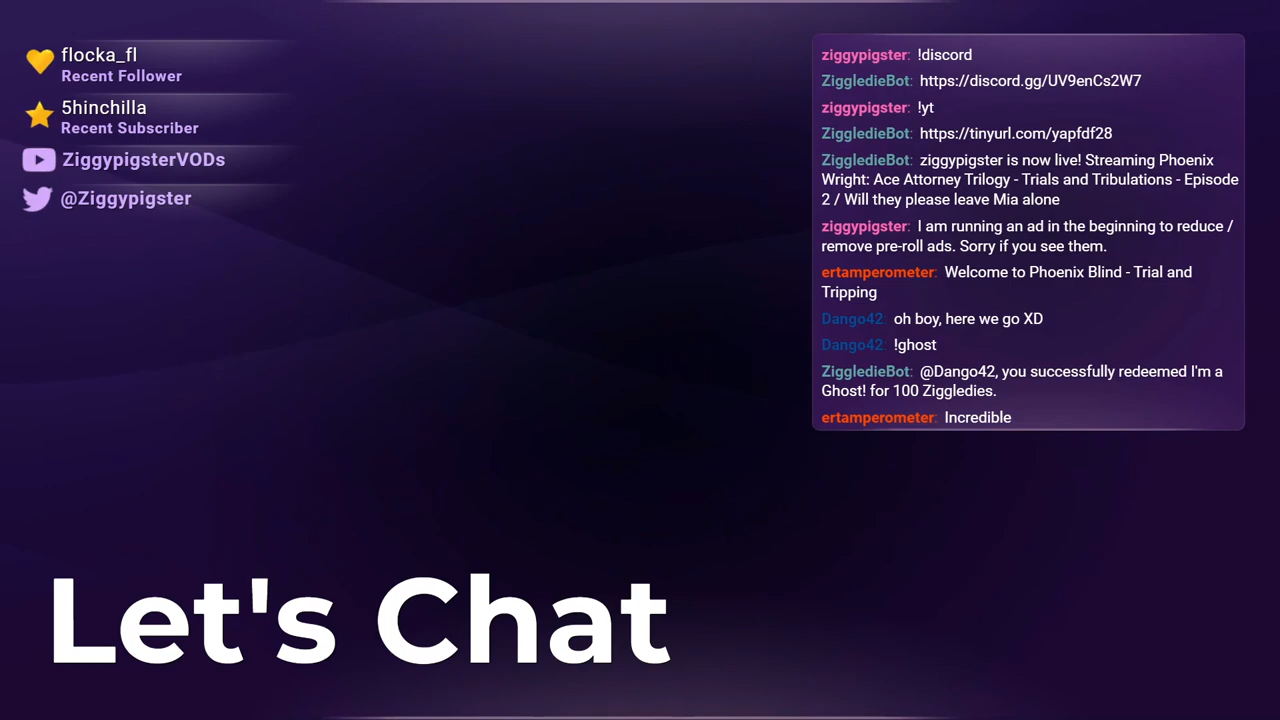 flocka_fl
Recent Follower
5hinchilla
Recent Subscriber
ZiggypigsterVODs
@Ziggypigster
ziggypigster: !discord
ZiggledieBot: https://discord.gg/UV9enCs2W7
ziggypigster: !yt
ZiggledieBot: https://tinyurl.com/yapfdf28
ZiggledieBot: ziggypigster is now live! Streaming Phoenix
Wright: Ace Attorney Trilogy - Trials and Tribulations - Episode
2 / Will they please leave Mia alone
ziggypigster: I am running an ad in the beginning to reduce /
remove pre-roll ads. Sorry if you see them.
ertamperometer: Welcome to Phoenix Blind - Trial and
Tripping
Dango42: oh boy, here we go XD
Dango42: !ghost
ZiggledieBot: @Dango42, you successfully redeemed I'm a
Ghost! for 100 Ziggledies.
ertamperometer: Incredible
Let's Chat